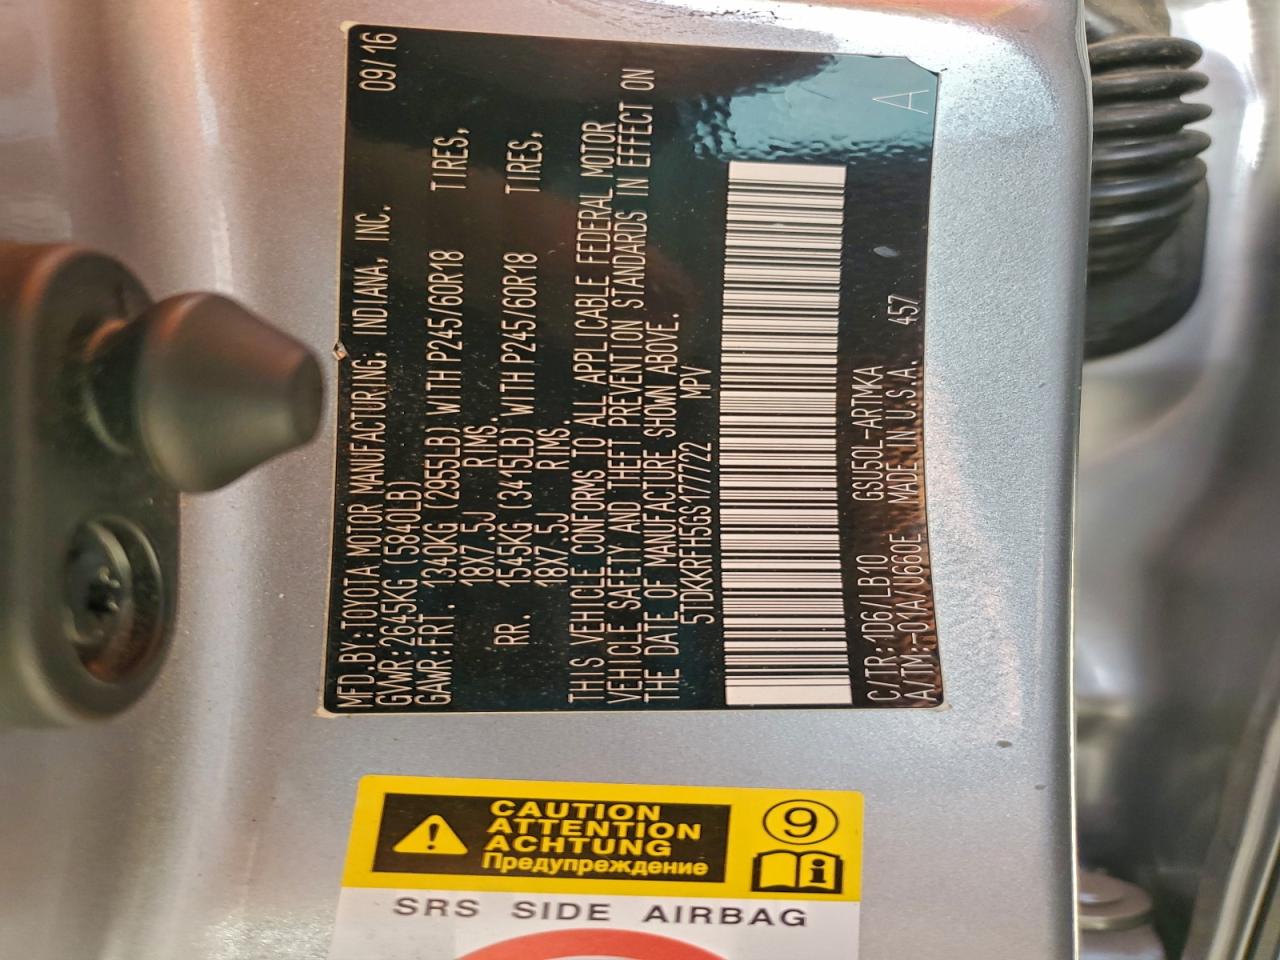 MFD.BY:TOYOTA MOTOR MANUFACTURING, INDIANA, INC. 09/16
GVWR:2645KG (5840LB)
GAWR:FRT. 1340KG (2955LB) WITH P245/60R18 TIRES,
18X7.5J RIMS.
RR. 1545KG (3415LB) WITH P245/60R18 TIRES,
18X7.5J RIMS.
THIS VEHICLE CONFORMS TO ALL APPLICABLE FEDERAL MOTOR
VEHICLE SAFETY AND THEFT PREVENTION STANDARDS IN EFFECT ON
THE DATE OF MANUFACTURE SHOWN ABOVE.
5TDKKRFH5GS177722 MPV
C/TR:1D6/LB10 GSU50L-ARTMKA
A/TM:-01A/U660E MADE IN U.S.A. 457
A
CAUTION
ATTENTION
ACHTUNG
Предупреждение
9
i
SRS SIDE AIRBAG